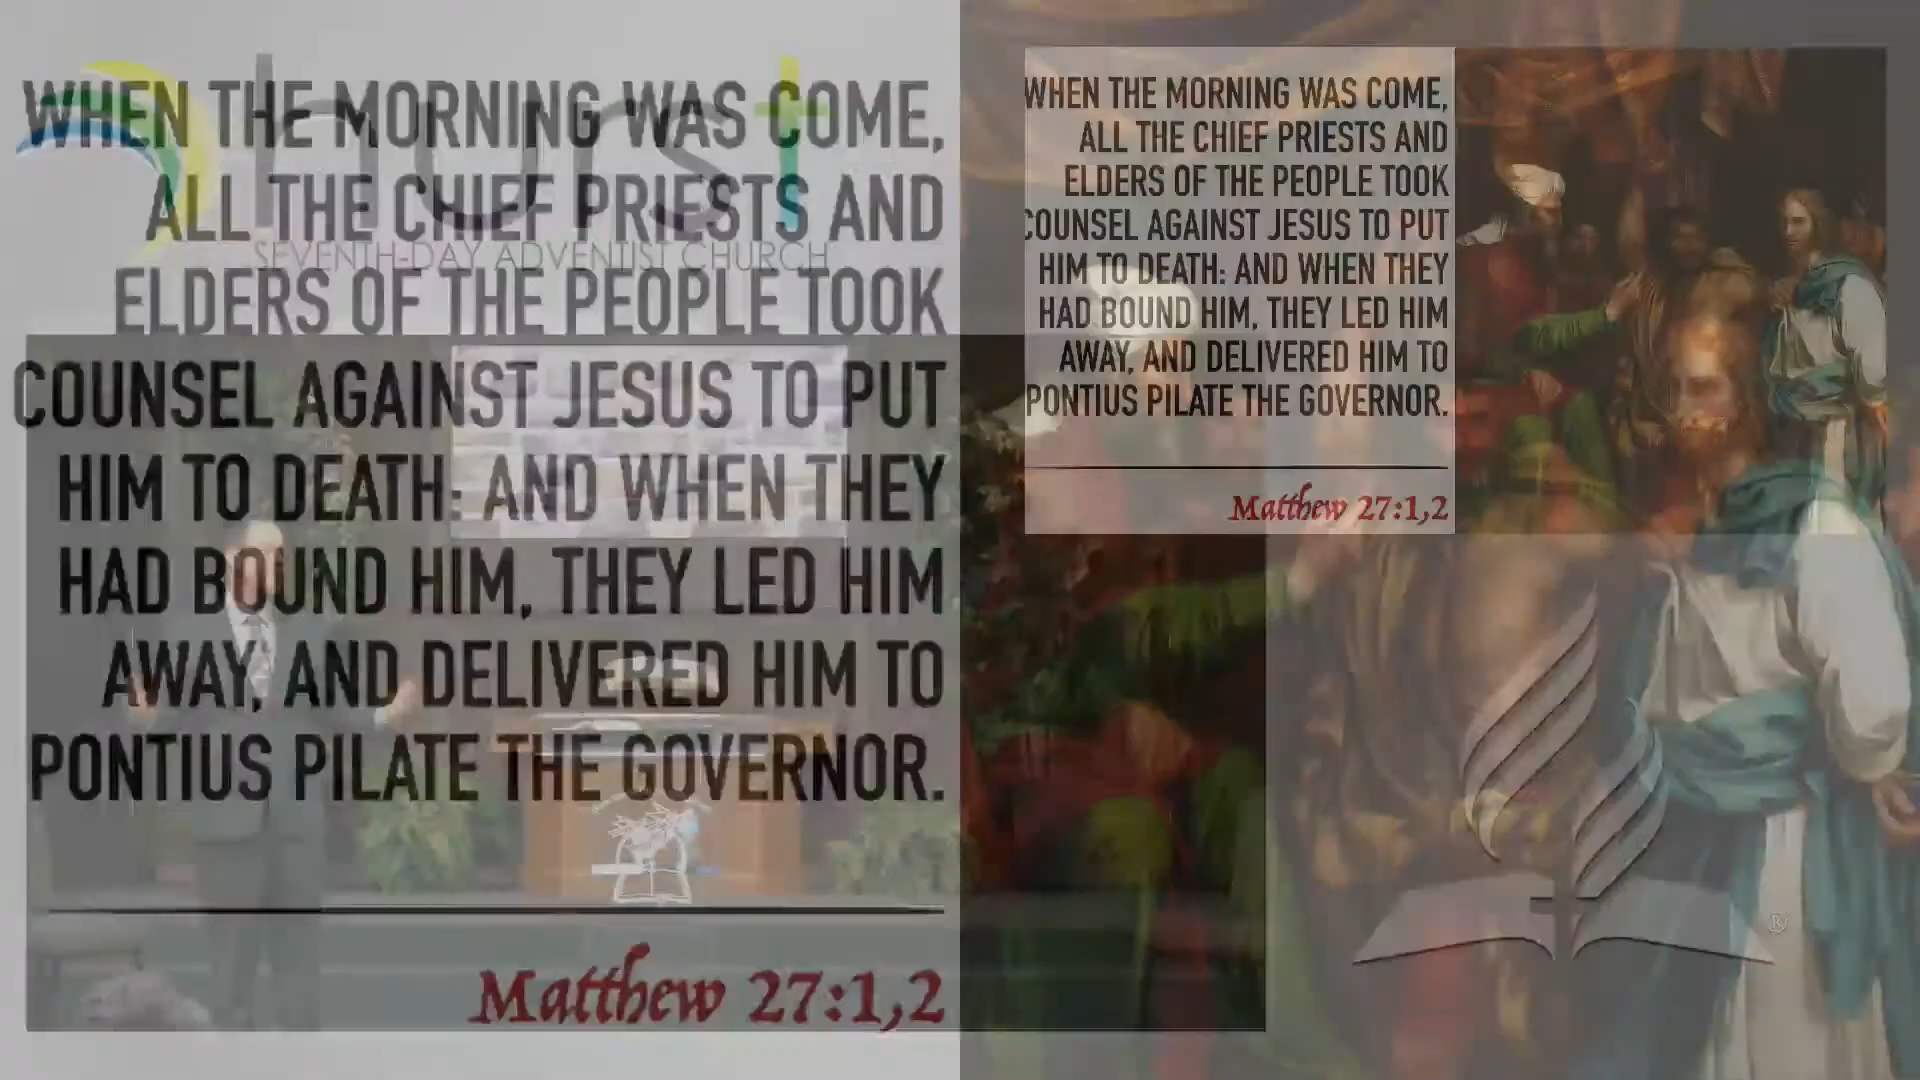 hurst
SEVENTH-DAY ADVENTIST CHURCH
WHEN THE MORNING WAS COME,
ALL THE CHIEF PRIESTS AND
ELDERS OF THE PEOPLE TOOK
COUNSEL AGAINST JESUS TO PUT
HIM TO DEATH: AND WHEN THEY
HAD BOUND HIM, THEY LED HIM
AWAY, AND DELIVERED HIM TO
PONTIUS PILATE THE GOVERNOR.
Matthew 27:1,2
WHEN THE MORNING WAS COME,
ALL THE CHIEF PRIESTS AND
ELDERS OF THE PEOPLE TOOK
COUNSEL AGAINST JESUS TO PUT
HIM TO DEATH: AND WHEN THEY
HAD BOUND HIM, THEY LED HIM
AWAY, AND DELIVERED HIM TO
PONTIUS PILATE THE GOVERNOR.
Matthew 27:1,2
®